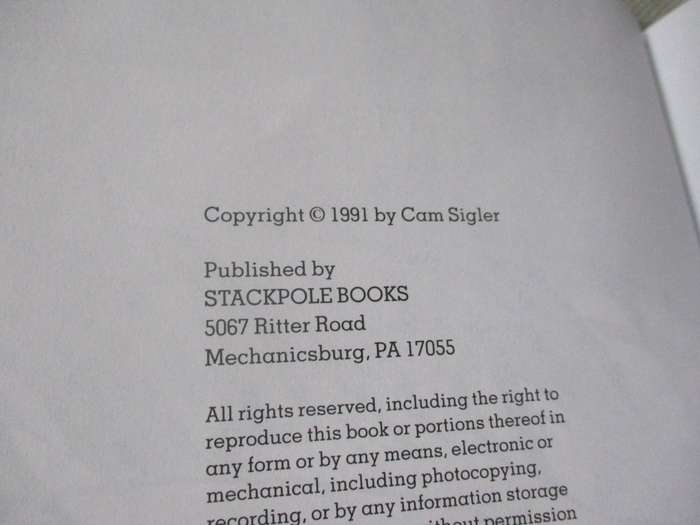 Copyright © 1991 by Cam Sigler
Published by
STACKPOLE BOOKS
5067 Ritter Road
Mechanicsburg, PA 17055
All rights reserved, including the right to
reproduce this book or portions thereof in
any form or by any means, electronic or
mechanical, including photocopying,
recording, or by any information storage
without permission